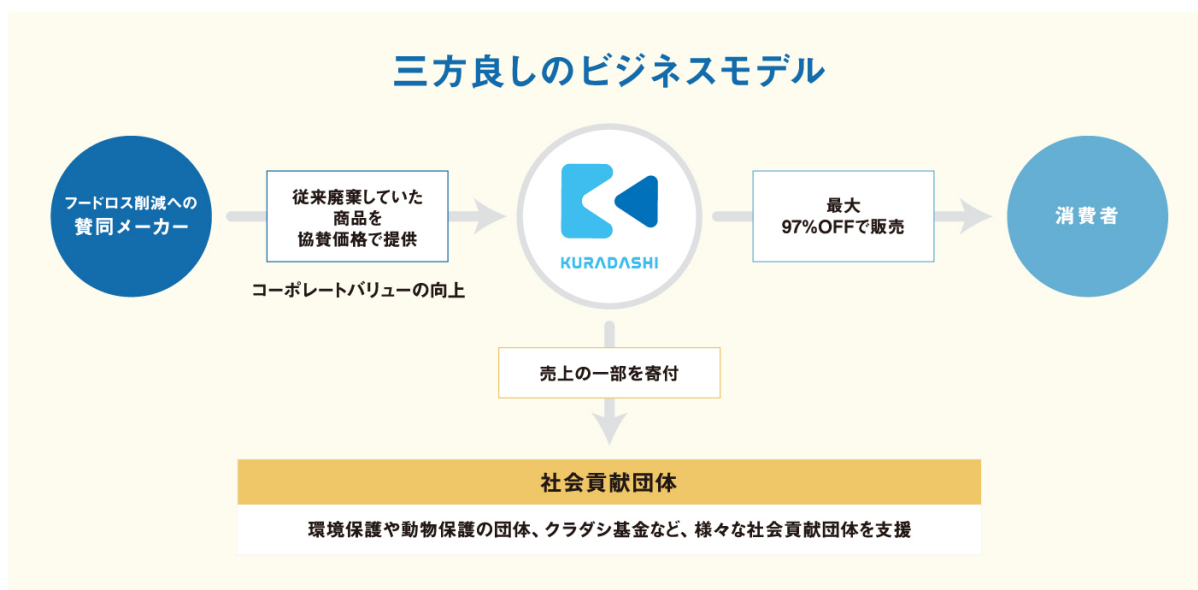 三方良しのビジネスモデル
フードロス削減への
賛同メーカー
従来廃棄していた
商品を
協賛価格で提供
コーポレートバリューの向上
KURADASHI
最大
97%OFFで販売
消費者
売上の一部を寄付
社会貢献団体
環境保護や動物保護の団体、クラダシ基金など、様々な社会貢献団体を支援